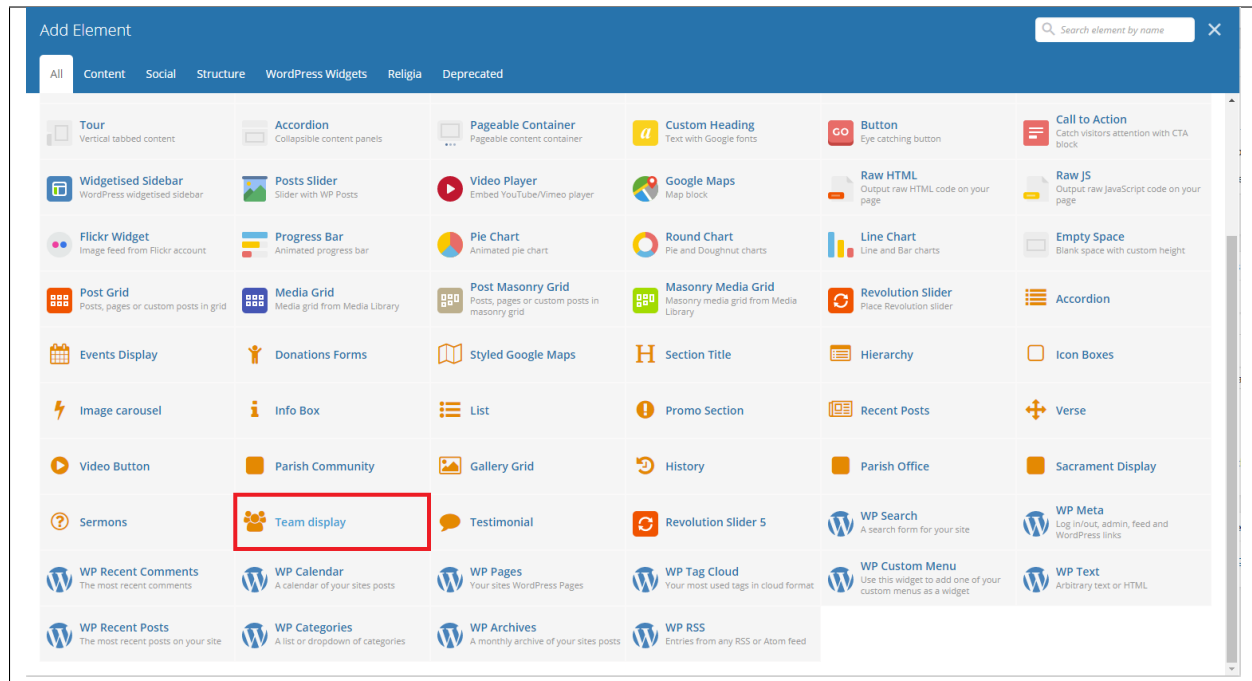 Add Element
Search element by name
All Content Social Structure WordPress Widgets Religia Deprecated
Tour
Vertical tabbed content
Accordion
Collapsible content panels
Pageable Container
Pageable content container
a
Custom Heading
Text with Google fonts
GO
Button
Eye catching button
Call to Action
Catch visitors attention with CTA
block
Widgetised Sidebar
WordPress widgetised sidebar
Posts Slider
Slider with WP Posts
Video Player
Embed YouTube/Vimeo player
Google Maps
Map block
Raw HTML
Output raw HTML code on your
page
Raw JS
Output raw JavaScript code on your
page
Flickr Widget
Image feed from Flickr account
Progress Bar
Animated progress bar
Pie Chart
Animated pie chart
Round Chart
Pie and Doughnut charts
Line Chart
Line and Bar charts
Empty Space
Blank space with custom height
Post Grid
Posts, pages or custom posts in grid
Media Grid
Media grid from Media Library
Post Masonry Grid
Posts, pages or custom posts in
masonry grid
Masonry Media Grid
Masonry media grid from Media
Library
Revolution Slider
Place Revolution slider
Accordion
Events Display
Donations Forms
Styled Google Maps
H
Section Title
Hierarchy
Icon Boxes
Image carousel
i
Info Box
List
!
Promo Section
Recent Posts
Verse
Video Button
Parish Community
Gallery Grid
History
Parish Office
Sacrament Display
?
Sermons
Team display
Testimonial
Revolution Slider 5
WP Search
A search form for your site
WP Meta
Log in/out, admin, feed and
WordPress links
WP Recent Comments
The most recent comments
WP Calendar
A calendar of your sites posts
WP Pages
Your sites WordPress Pages
WP Tag Cloud
Your most used tags in cloud format
WP Custom Menu
Use this widget to add one of your
custom menus as a widget
WP Text
Arbitrary text or HTML
WP Recent Posts
The most recent posts on your site
WP Categories
A list or dropdown of categories
WP Archives
A monthly archive of your sites posts
WP RSS
Entries from any RSS or Atom feed